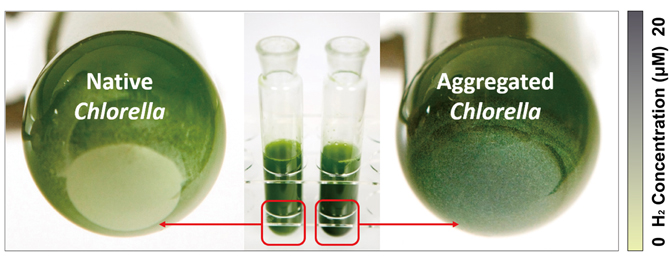 Native
Chlorella
Aggregated
Chlorella
0 H₂ Concentration (μM) 20